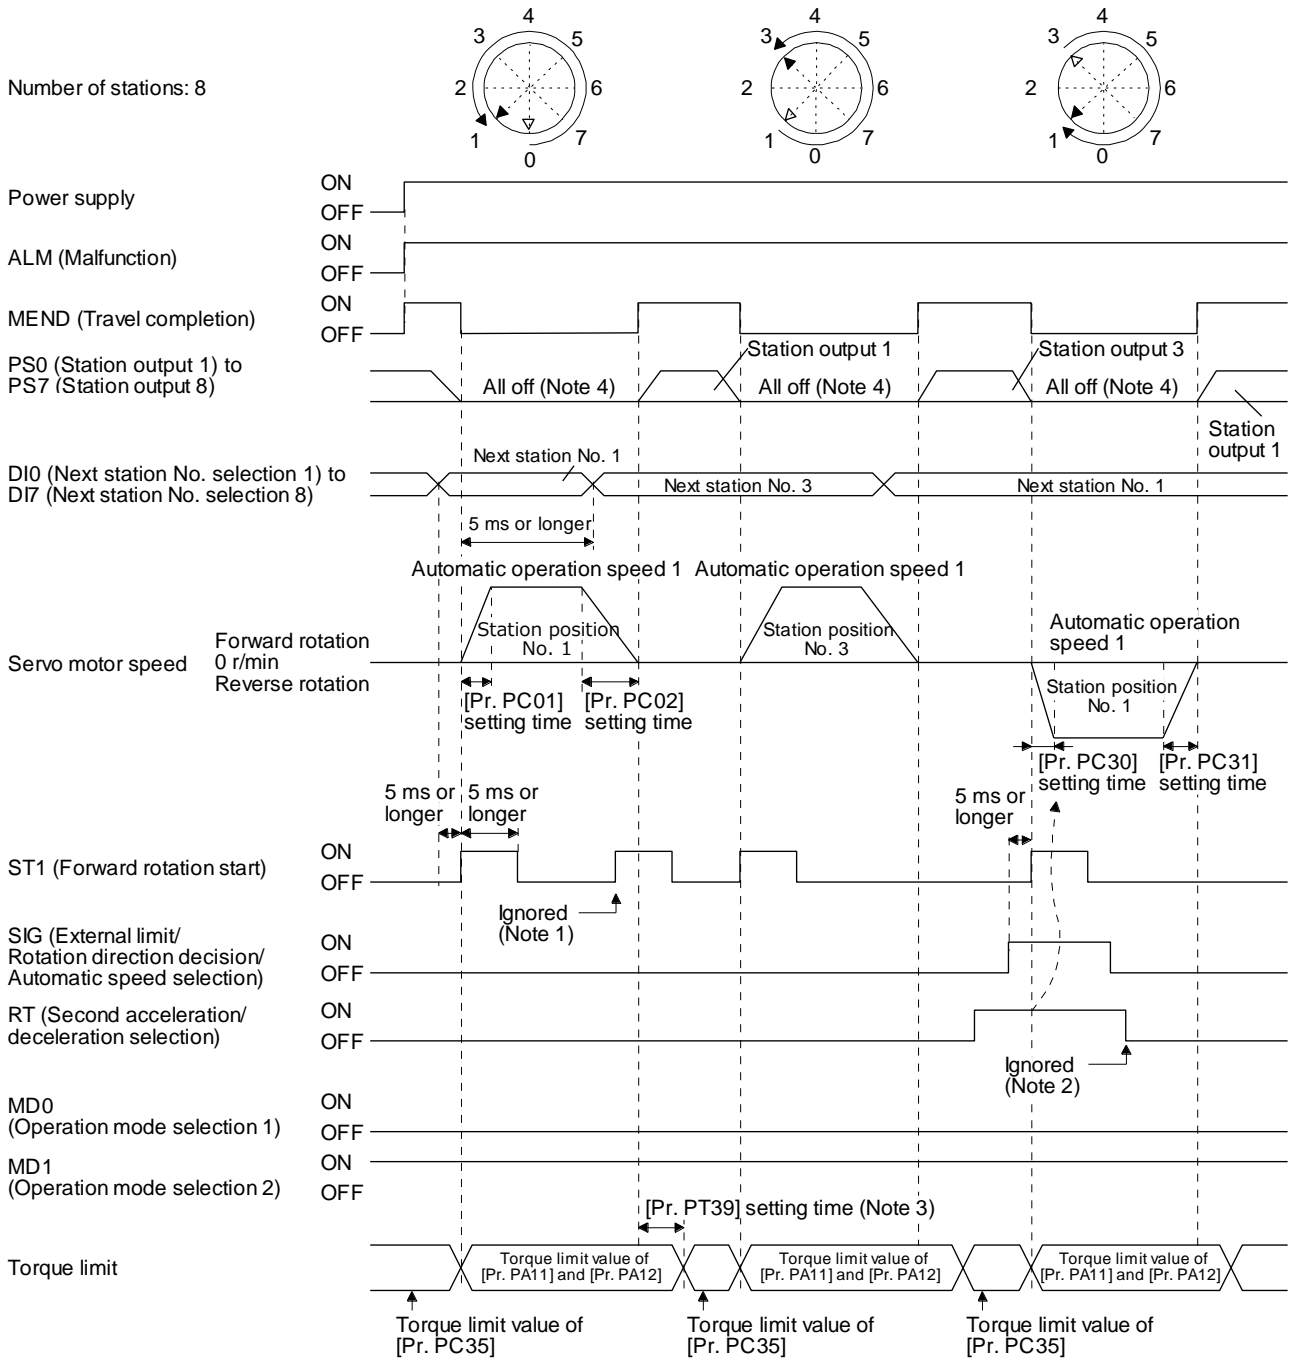 4
3 5
Number of stations: 8
2 6
1 7
0
4
3 5
2 6
1 7
0
4
3 5
2 6
1 7
0
Power supply
ON
OFF
ALM (Malfunction)
ON
OFF
MEND (Travel completion)
ON
OFF
PS0 (Station output 1) to
PS7 (Station output 8)
All off (Note 4)
Station output 1
All off (Note 4)
Station output 3
All off (Note 4)
Station
output 1
DI0 (Next station No. selection 1) to
DI7 (Next station No. selection 8)
Next station No. 1
Next station No. 3
Next station No. 1
5 ms or longer
Automatic operation speed 1
Automatic operation speed 1
Automatic operation
speed 1
Servo motor speed
Forward rotation
0 r/min
Reverse rotation
Station position
No. 1
Station position
No. 3
Station position
No. 1
[Pr. PC01]
setting time
[Pr. PC02]
setting time
[Pr. PC30]
setting time
[Pr. PC31]
setting time
5 ms or
longer
5 ms or
longer
5 ms or
longer
ST1 (Forward rotation start)
ON
OFF
Ignored
(Note 1)
SIG (External limit/
Rotation direction decision/
Automatic speed selection)
ON
OFF
RT (Second acceleration/
deceleration selection)
ON
OFF
Ignored
(Note 2)
MD0
(Operation mode selection 1)
ON
OFF
MD1
(Operation mode selection 2)
ON
OFF
[Pr. PT39] setting time (Note 3)
Torque limit
Torque limit value of
[Pr. PA11] and [Pr. PA12]
Torque limit value of
[Pr. PA11] and [Pr. PA12]
Torque limit value of
[Pr. PA11] and [Pr. PA12]
Torque limit value of
[Pr. PC35]
Torque limit value of
[Pr. PC35]
Torque limit value of
[Pr. PC35]